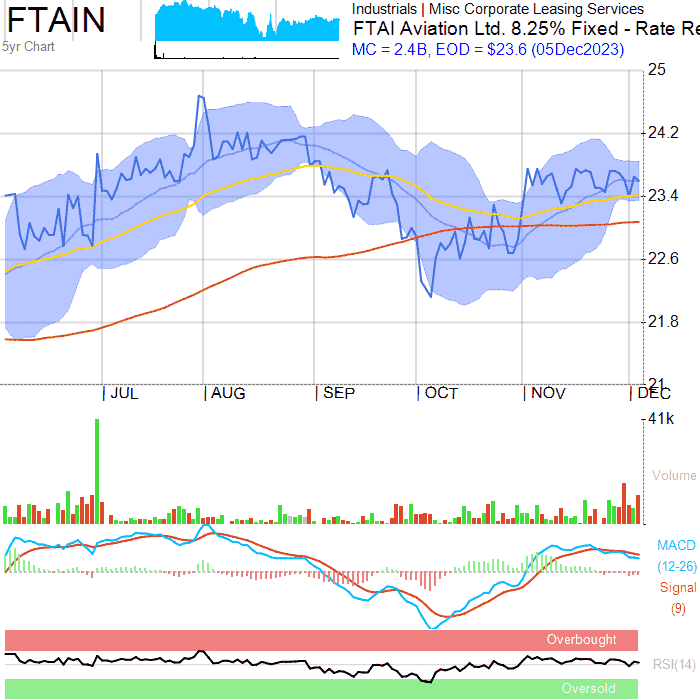 FTAIN
5yr Chart
Industrials | Misc Corporate Leasing Services
FTAI Aviation Ltd. 8.25% Fixed - Rate Re
MC = 2.4B, EOD = $23.6 (05Dec2023)
25
24.2
23.4
22.6
21.8
21
| JUL | AUG | SEP | OCT | NOV | DEC
41k
Volume
MACD
(12-26)
Signal
(9)
Overbought
RSI(14)
Oversold